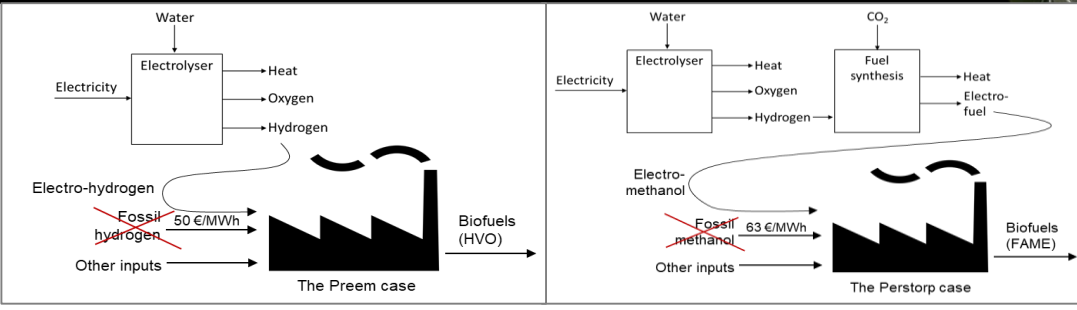 Water
Electrolyser
Electricity
Heat
Oxygen
Hydrogen
Electro-hydrogen
Fossil
hydrogen
50 €/MWh
Other inputs
Biofuels
(HVO)
The Preem case
Water
CO₂
Electrolyser
Fuel
synthesis
Electricity
Heat
Oxygen
Hydrogen
Heat
Electro-
fuel
Electro-
methanol
Fossil
methanol
63 €/MWh
Other inputs
Biofuels
(FAME)
The Perstorp case